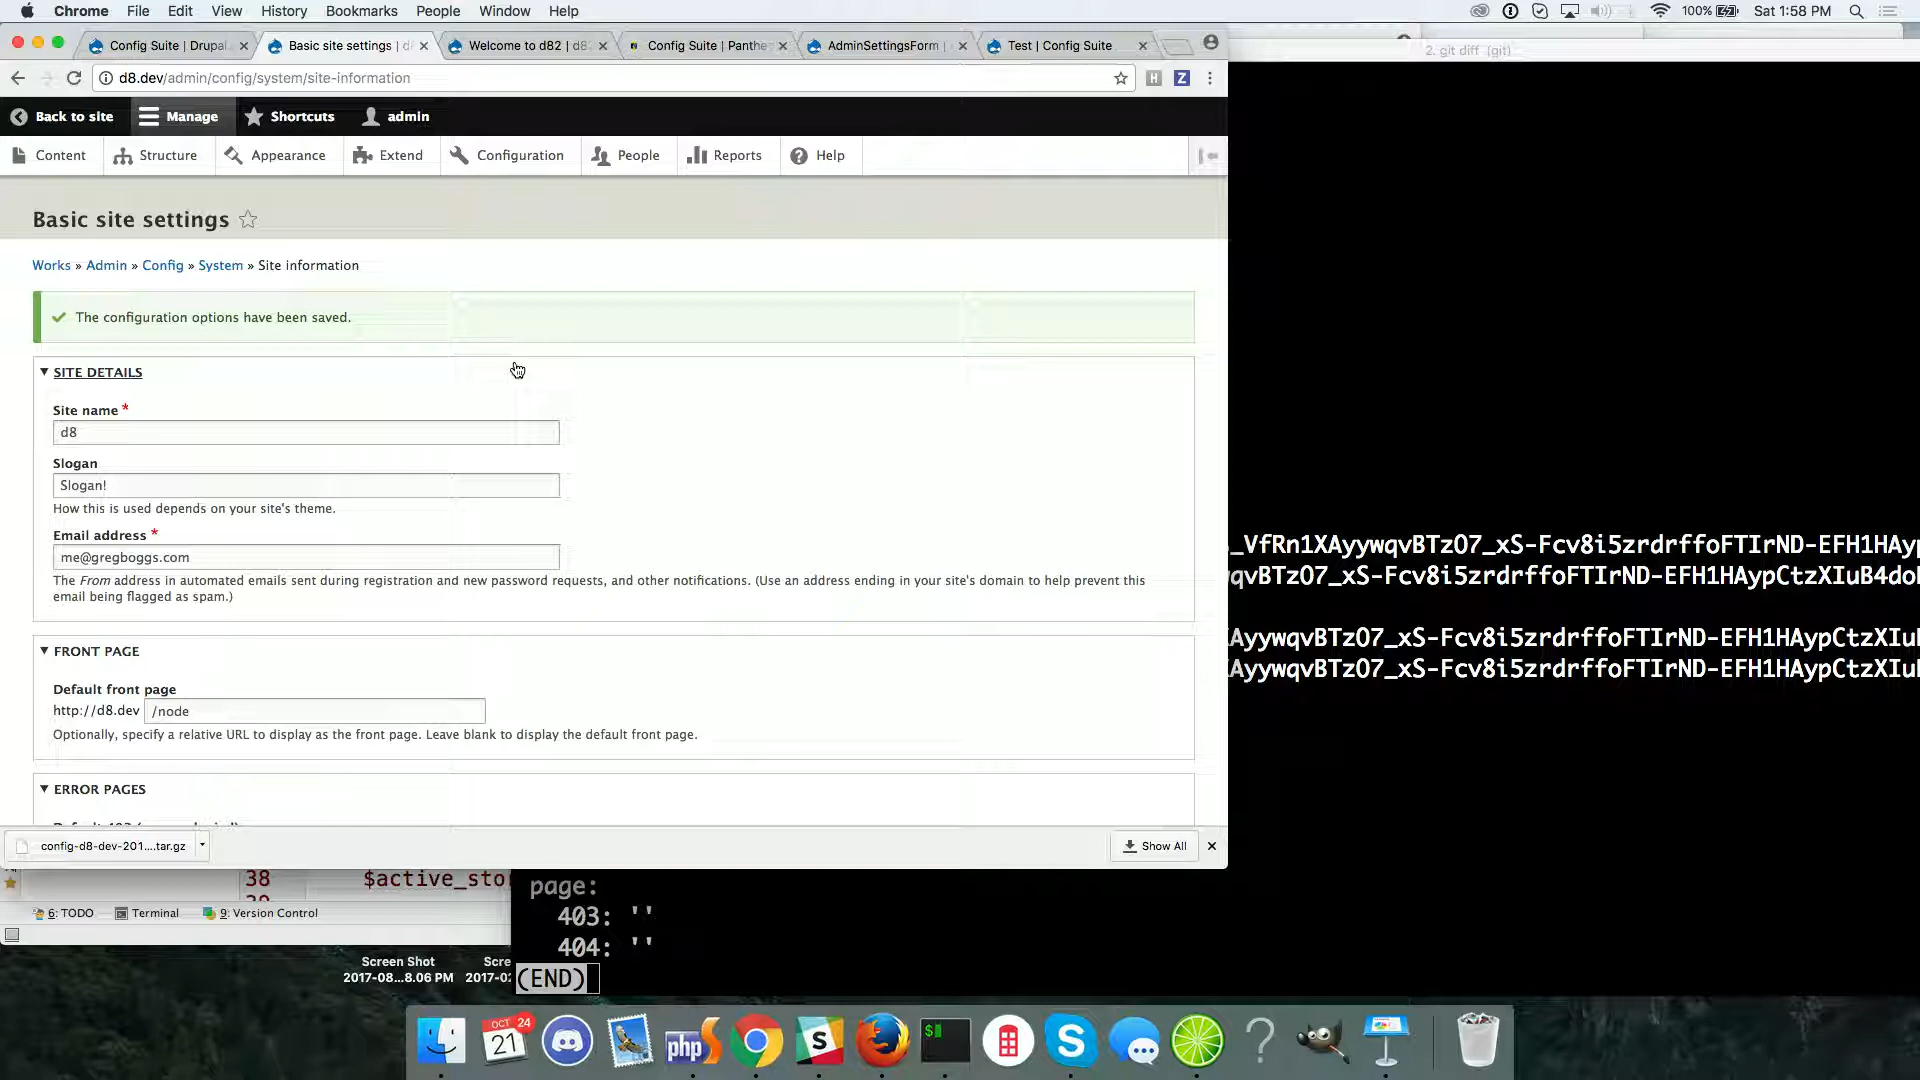 Chrome File Edit View History Bookmarks People Window Help
100% Sat 1:58 PM
Config Suite | Drupal
Basic site settings | d
Welcome to d82 | d8
Config Suite | Panthe
AdminSettingsForm |
Test | Config Suite
2. git diff (git)
d8.dev/admin/config/system/site-information
H
Z
Back to site Manage Shortcuts admin
Content Structure Appearance Extend Configuration People Reports Help
Basic site settings
Works » Admin » Config » System » Site information
The configuration options have been saved.
SITE DETAILS
Site name *
d8
Slogan
Slogan!
How this is used depends on your site's theme.
Email address *
me@gregboggs.com
The From address in automated emails sent during registration and new password requests, and other notifications. (Use an address ending in your site's domain to help prevent this
email being flagged as spam.)
FRONT PAGE
Default front page
http://d8.dev /node
Optionally, specify a relative URL to display as the front page. Leave blank to display the default front page.
ERROR PAGES
config-d8-dev-201....tar.gz
Show All
_VfRn1XAyywqvBTzO7_xS-Fcv8i5zrdrffoFTIrND-EFH1HAyp
qvBTzO7_xS-Fcv8i5zrdrffoFTIrND-EFH1HAypCtzXIuB4do
AyywqvBTzO7_xS-Fcv8i5zrdrffoFTIrND-EFH1HAypCtzXIu
AyywqvBTzO7_xS-Fcv8i5zrdrffoFTIrND-EFH1HAypCtzXIu
38 $active_sto
6: TODO Terminal 9: Version Control
page:
403: ''
404: ''
(END)
Screen Shot
2017-08...8.06 PM
Scre
2017-02
OCT 24
21
php
S
$
S
?